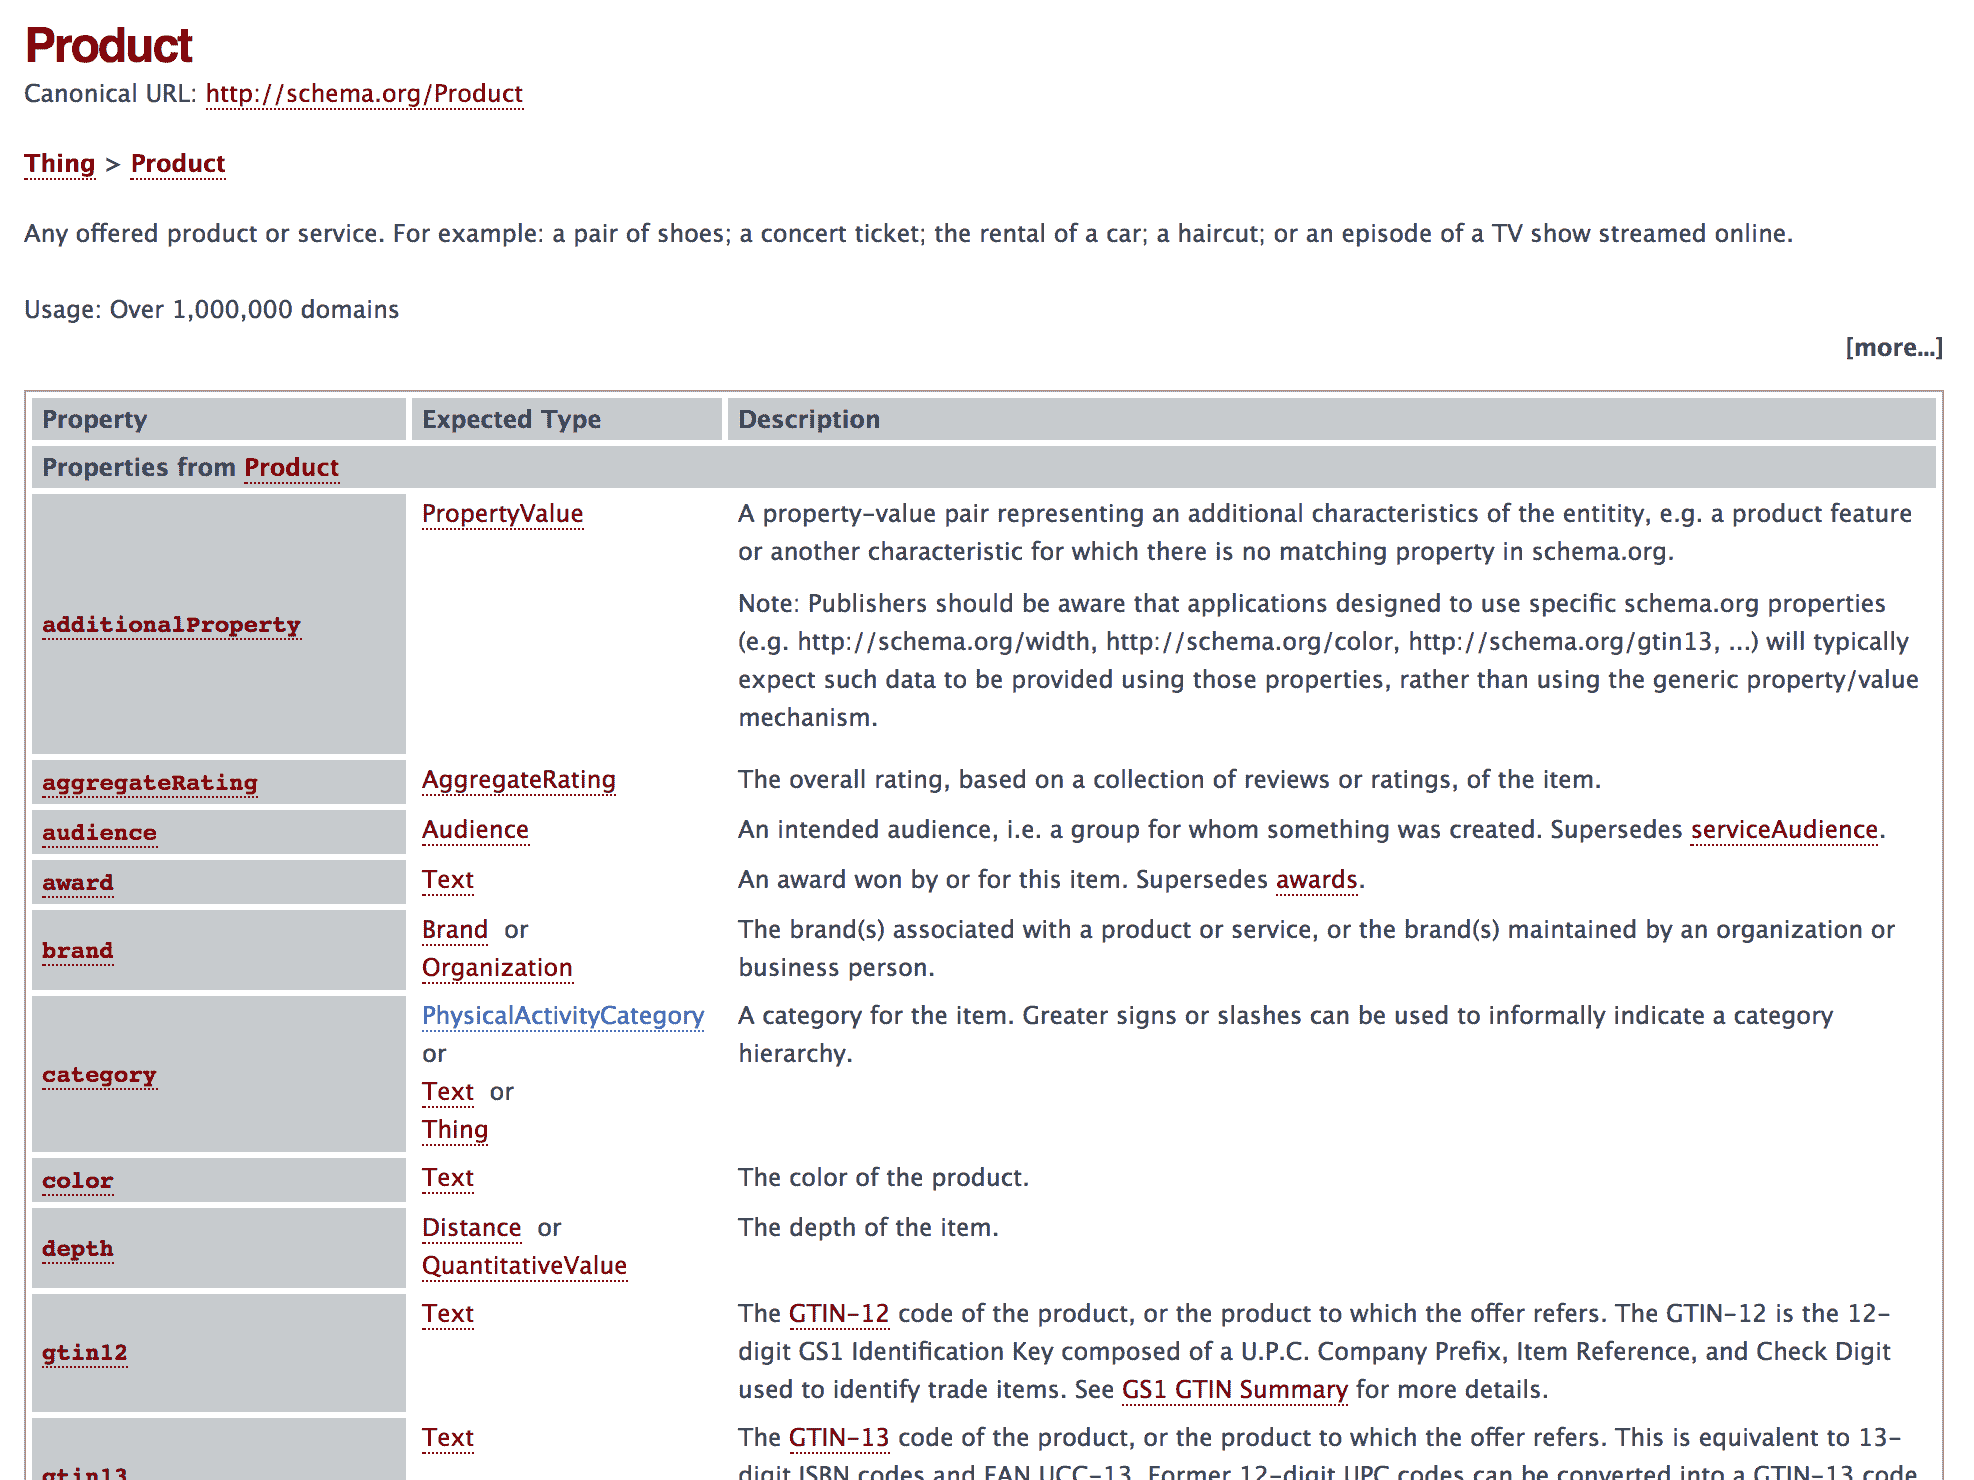 Product
Canonical URL: http://schema.org/Product
Thing > Product
Any offered product or service. For example: a pair of shoes; a concert ticket; the rental of a car; a haircut; or an episode of a TV show streamed online.
Usage: Over 1,000,000 domains
[more...]
Property Expected Type Description
Properties from Product
additionalProperty
PropertyValue
A property-value pair representing an additional characteristics of the entitity, e.g. a product feature
or another characteristic for which there is no matching property in schema.org.
Note: Publishers should be aware that applications designed to use specific schema.org properties
(e.g. http://schema.org/width, http://schema.org/color, http://schema.org/gtin13, ...) will typically
expect such data to be provided using those properties, rather than using the generic property/value
mechanism.
aggregateRating AggregateRating The overall rating, based on a collection of reviews or ratings, of the item.
audience Audience An intended audience, i.e. a group for whom something was created. Supersedes serviceAudience.
award Text An award won by or for this item. Supersedes awards.
brand
Brand or
Organization
The brand(s) associated with a product or service, or the brand(s) maintained by an organization or
business person.
category
PhysicalActivityCategory
or
Text or
Thing
A category for the item. Greater signs or slashes can be used to informally indicate a category
hierarchy.
color Text The color of the product.
depth
Distance or
QuantitativeValue
The depth of the item.
gtin12
Text
The GTIN-12 code of the product, or the product to which the offer refers. The GTIN-12 is the 12-
digit GS1 Identification Key composed of a U.P.C. Company Prefix, Item Reference, and Check Digit
used to identify trade items. See GS1 GTIN Summary for more details.
gtin13
Text
The GTIN-13 code of the product, or the product to which the offer refers. This is equivalent to 13-
digit ISBN codes and EAN UCC-13. Former 12-digit UPC codes can be converted into a GTIN-13 code